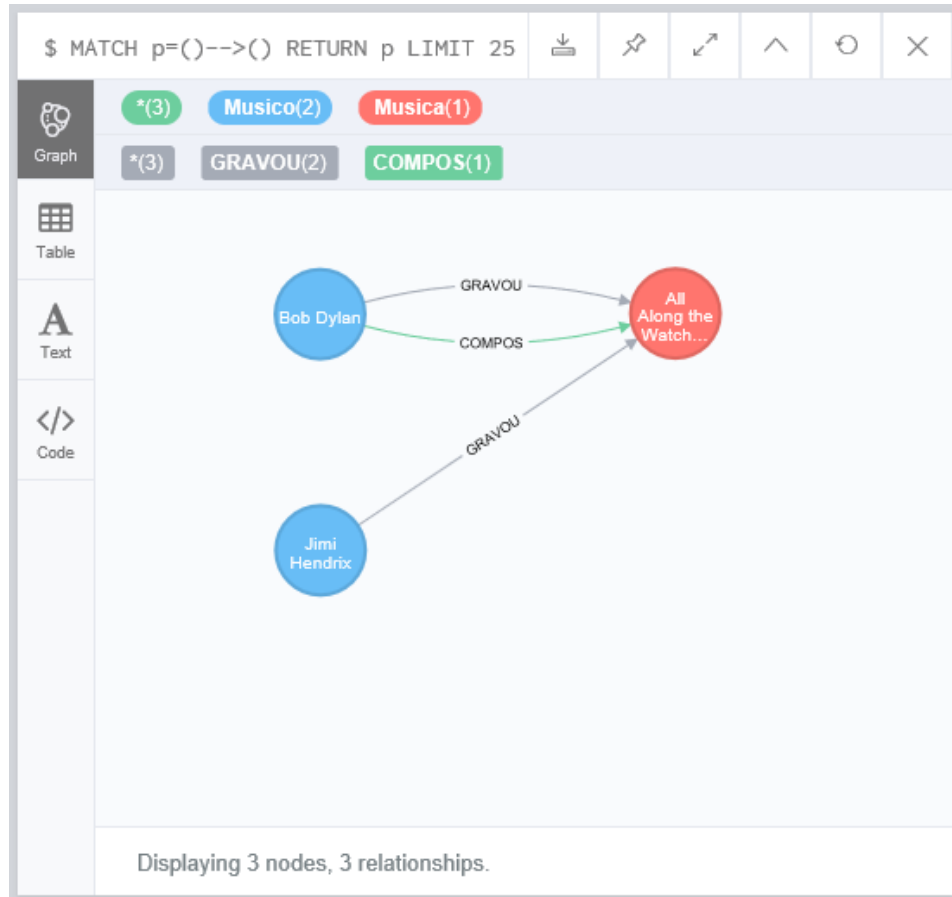 $ MATCH p=()-->() RETURN p LIMIT 25
*(3) Musico(2) Musica(1)
Graph
*(3) GRAVOU(2) COMPOS(1)
Table
Text
Code
GRAVOU
Bob Dylan
All
Along the
Watch...
COMPOS
GRAVOU
Jimi
Hendrix
Displaying 3 nodes, 3 relationships.